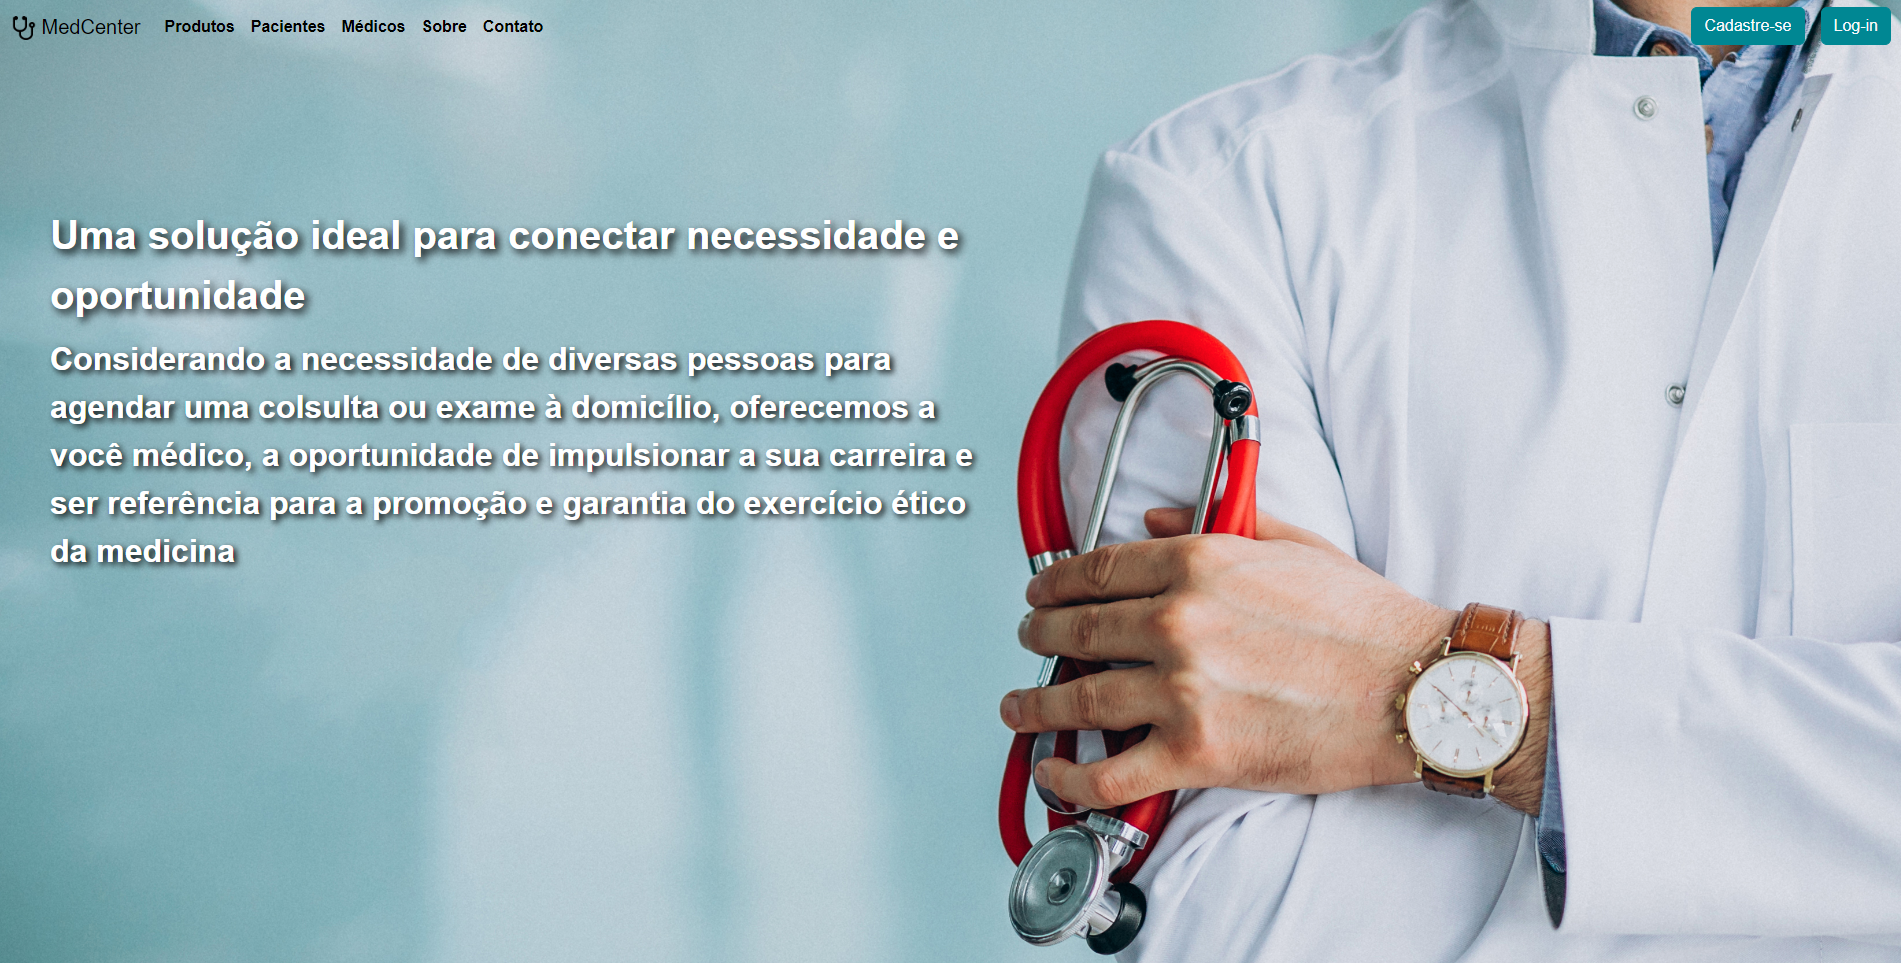 MedCenter Produtos Pacientes Médicos Sobre Contato Cadastre-se Log-in
Uma solução ideal para conectar necessidade e
oportunidade
Considerando a necessidade de diversas pessoas para
agendar uma colsulta ou exame à domicílio, oferecemos a
você médico, a oportunidade de impulsionar a sua carreira e
ser referência para a promoção e garantia do exercício ético
da medicina